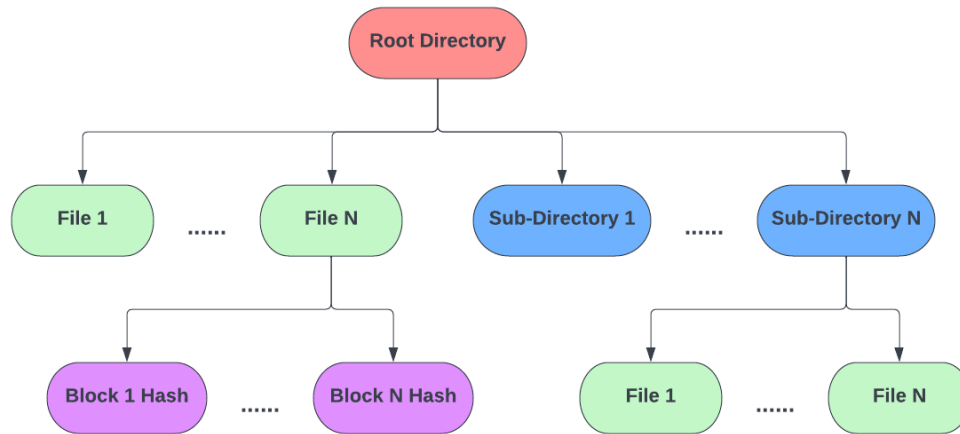 Root Directory
File 1
......
File N
Sub-Directory 1
......
Sub-Directory N
Block 1 Hash
......
Block N Hash
File 1
......
File N